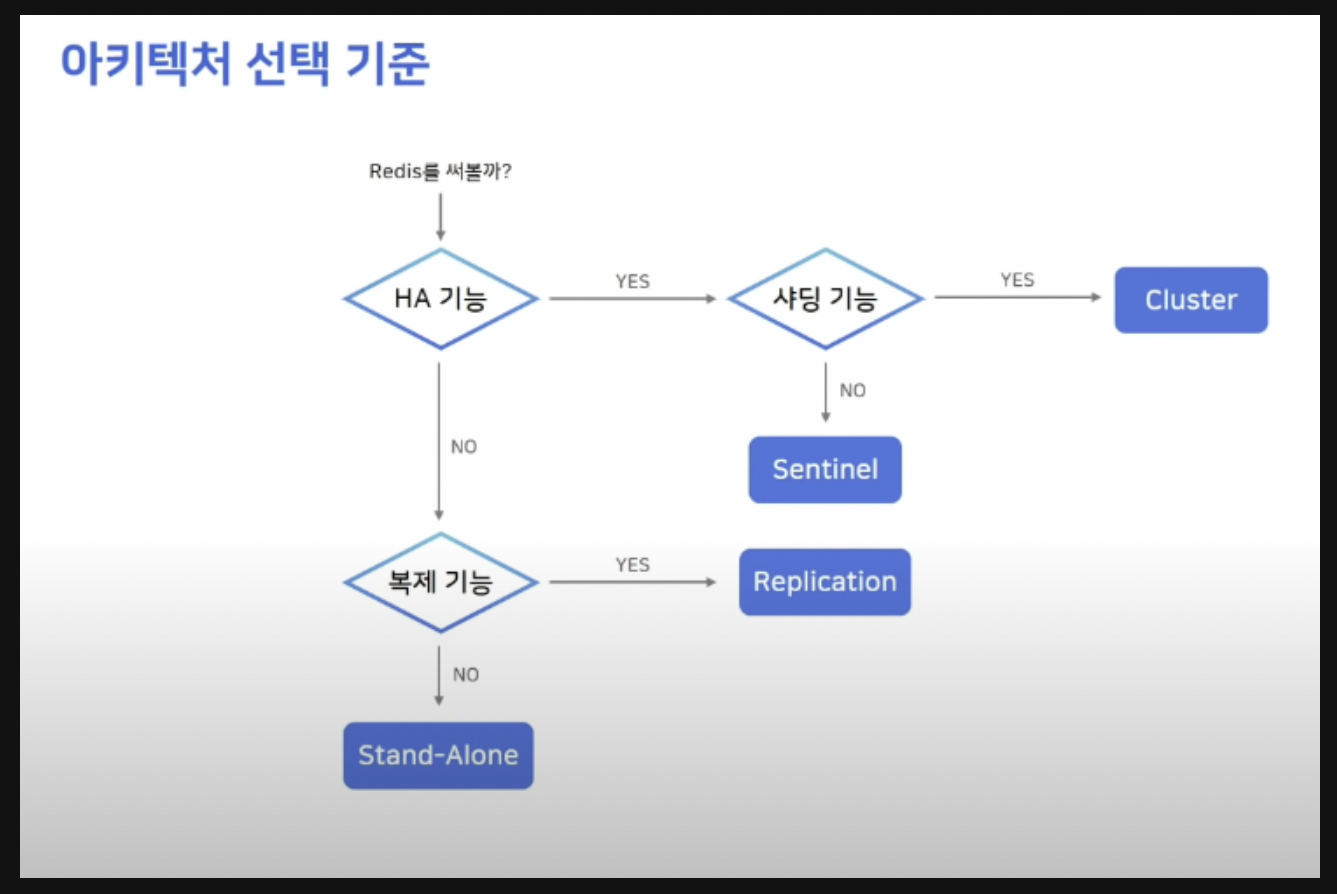 아키텍처 선택 기준
Redis를 써볼까?
HA 기능
YES
샤딩 기능
YES
Cluster
NO
Sentinel
NO
복제 기능
YES
Replication
NO
Stand-Alone